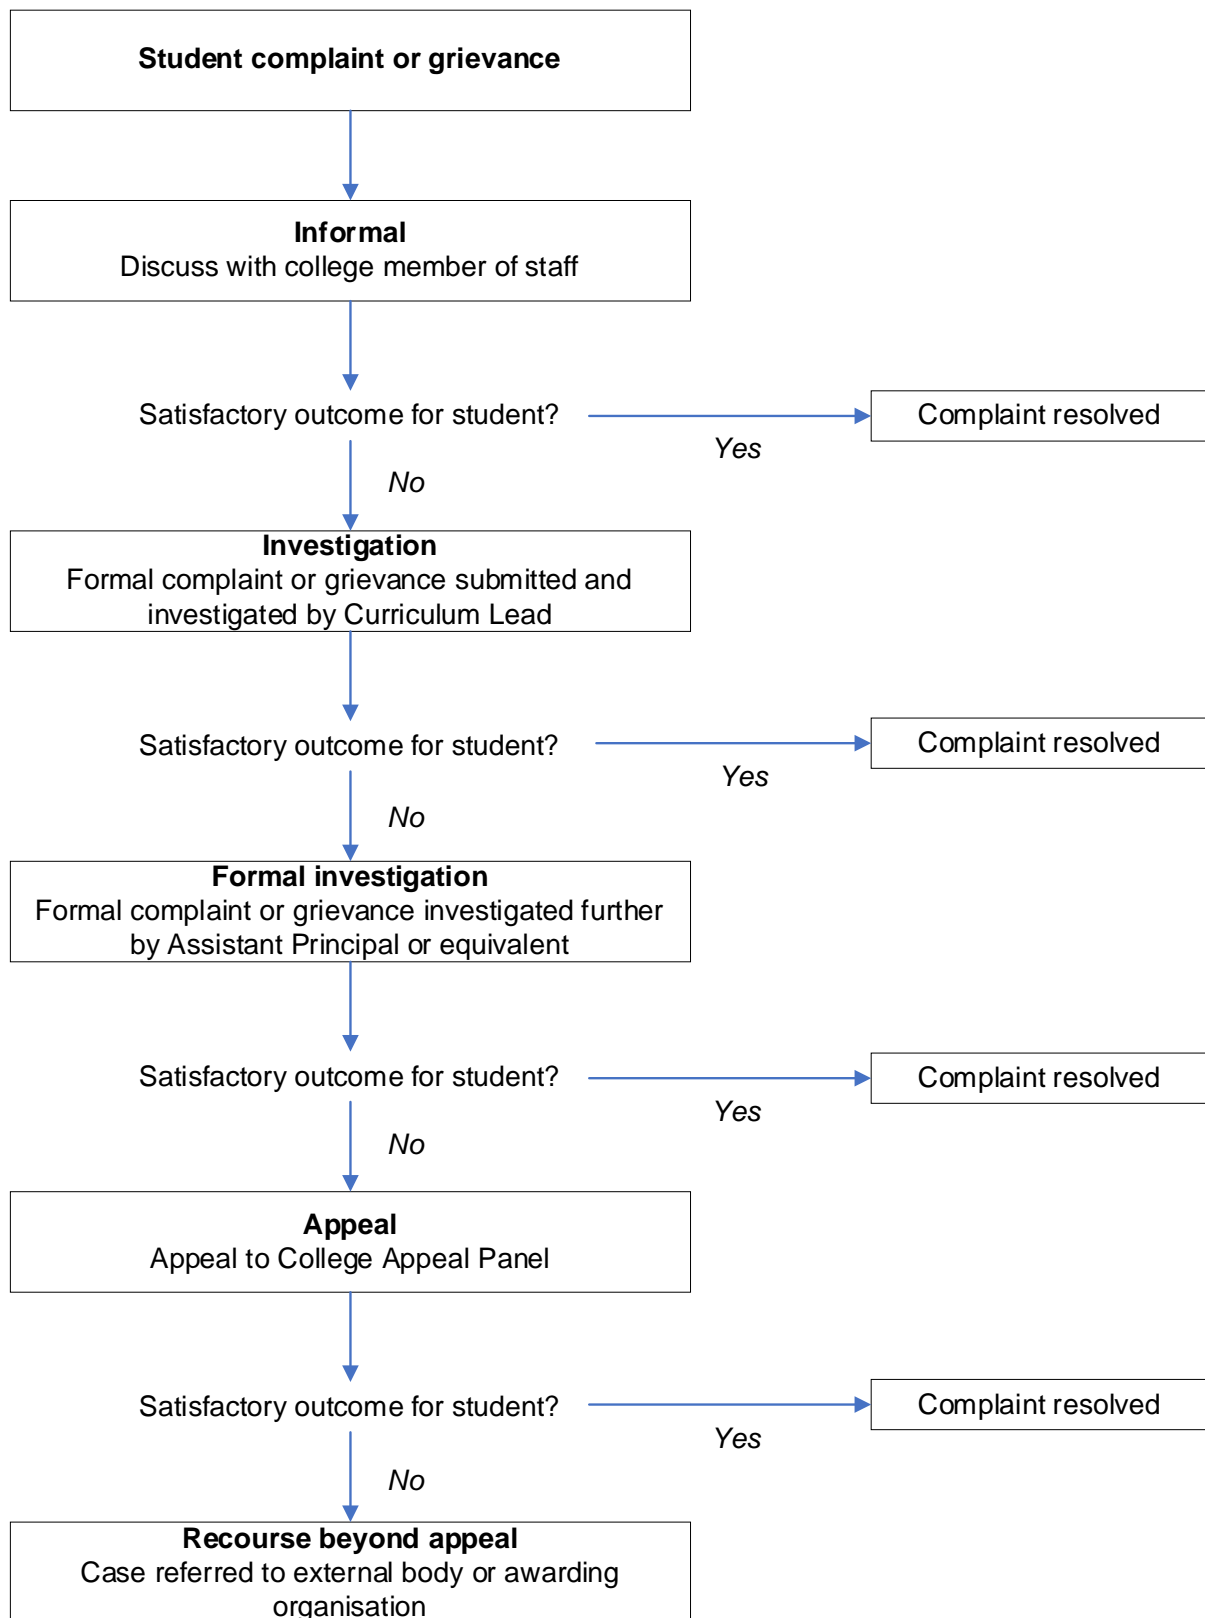 Student complaint or grievance
Informal
Discuss with college member of staff
Satisfactory outcome for student?
Complaint resolved
Yes
No
Investigation
Formal complaint or grievance submitted and
investigated by Curriculum Lead
Satisfactory outcome for student?
Complaint resolved
Yes
No
Formal investigation
Formal complaint or grievance investigated further
by Assistant Principal or equivalent
Satisfactory outcome for student?
Complaint resolved
Yes
No
Appeal
Appeal to College Appeal Panel
Satisfactory outcome for student?
Complaint resolved
Yes
No
Recourse beyond appeal
Case referred to external body or awarding
organisation